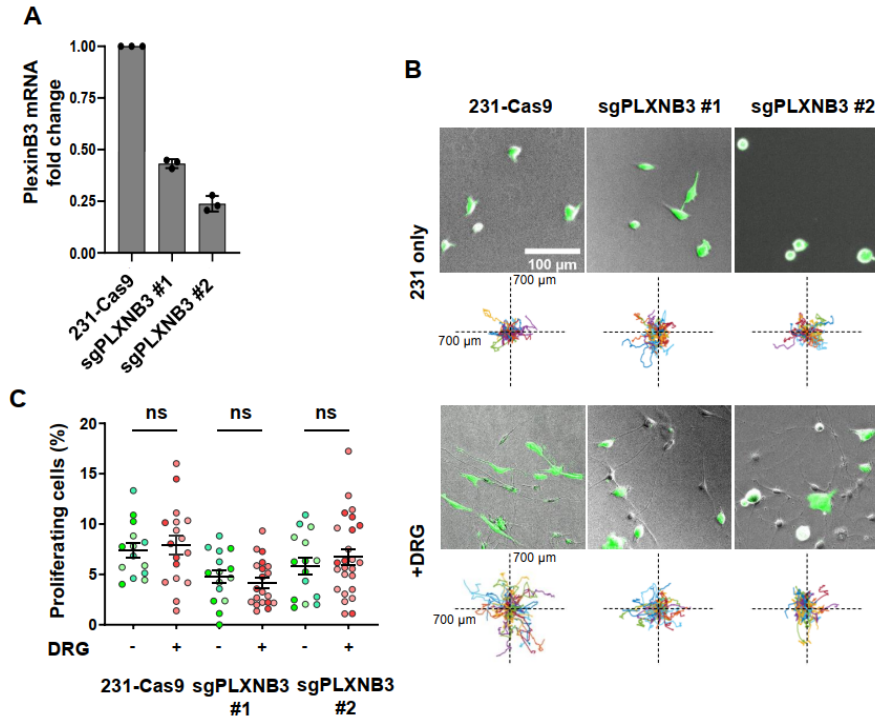 A
PlexinB3 mRNA
fold change
1.00
0.75
0.50
0.25
0.00
231-Cas9
sgPLXNB3 #1
sgPLXNB3 #2
B
231-Cas9
sgPLXNB3 #1
sgPLXNB3 #2
231 only
100 µm
700 µm
700 µm
+DRG
700 µm
700 µm
C
Proliferating cells (%)
20
15
10
5
0
ns
ns
ns
DRG
-
+
-
+
-
+
231-Cas9
sgPLXNB3
#1
sgPLXNB3
#2